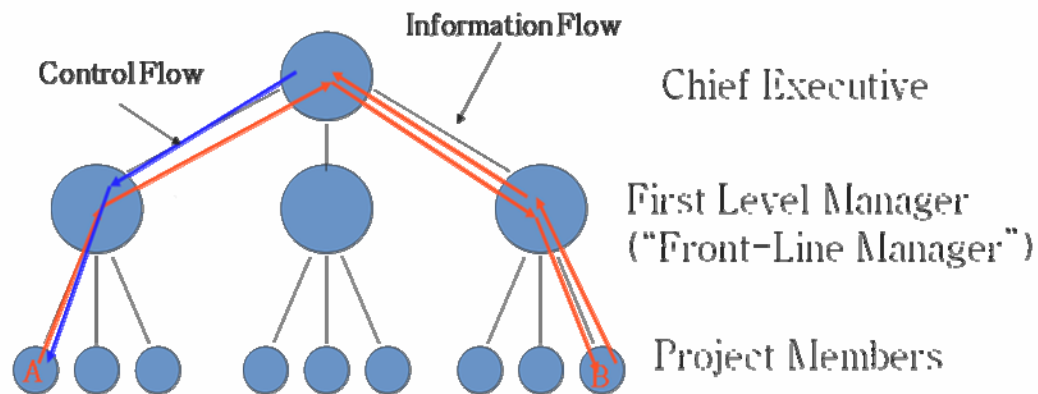 Information Flow
Control Flow
Chief Executive
First Level Manager
("Front-Line Manager")
A
B
Project Members